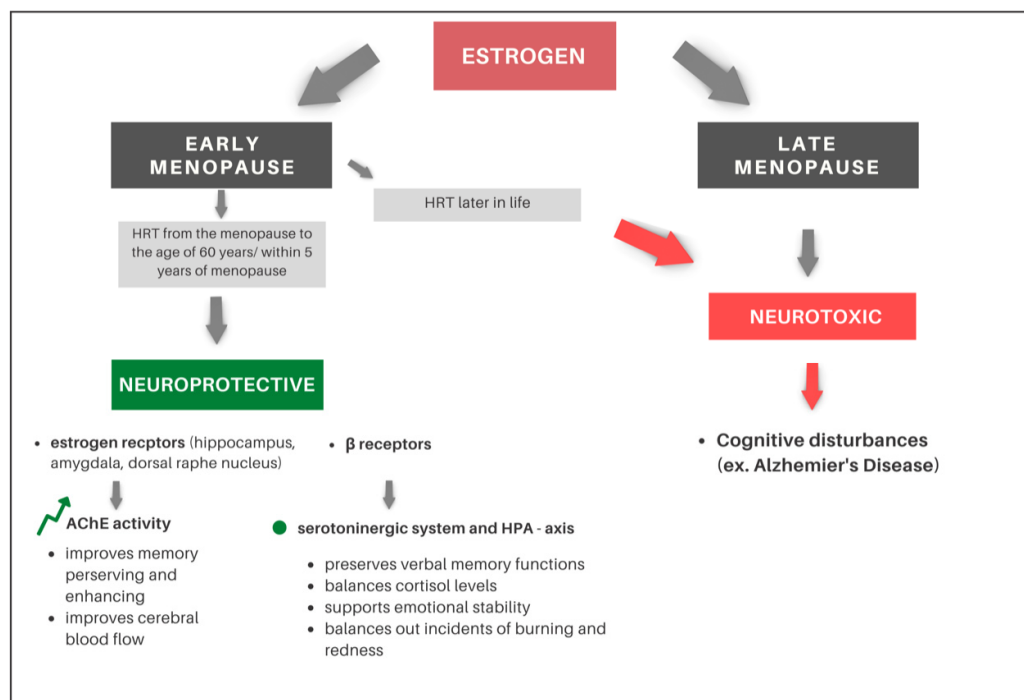 ESTROGEN
EARLY
MENOPAUSE
LATE
MENOPAUSE
HRT later in life
HRT from the menopause to
the age of 60 years/ within 5
years of menopause
NEUROTOXIC
NEUROPROTECTIVE
• estrogen recptors (hippocampus,
amygdala, dorsal raphe nucleus)
• β receptors
• Cognitive disturbances
(ex. Alzhemier's Disease)
AChE activity
• improves memory
perserving and
enhancing
• improves cerebral
blood flow
serotoninergic system and HPA - axis
• preserves verbal memory functions
• balances cortisol levels
• supports emotional stability
• balances out incidents of burning and
redness